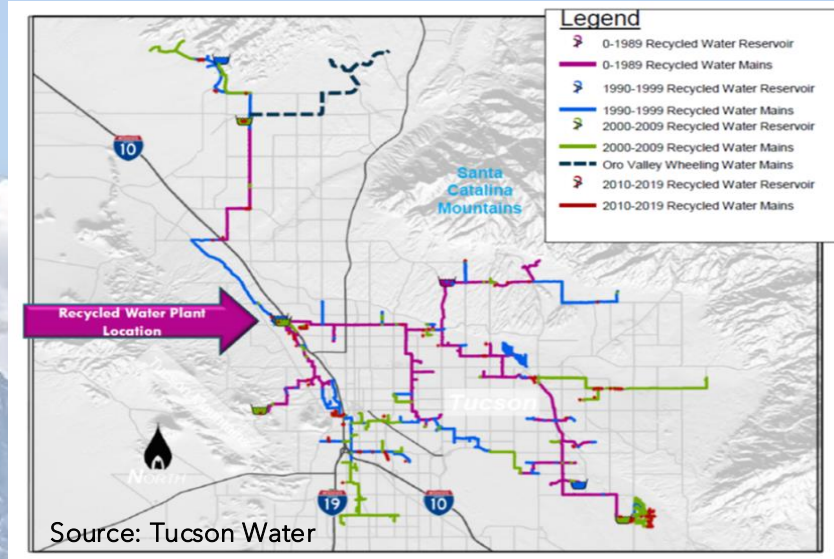 Legend
0-1989 Recycled Water Reservoir
0-1989 Recycled Water Mains
1990-1999 Recycled Water Reservoir
1990-1999 Recycled Water Mains
2000-2009 Recycled Water Reservoir
2000-2009 Recycled Water Mains
Oro Valley Wheeling Water Mains
2010-2019 Recycled Water Reservoir
2010-2019 Recycled Water Mains
10
Santa
Catalina
Mountains
Recycled Water Plant
Location
Tucson
NORTH
19
10
Source: Tucson Water